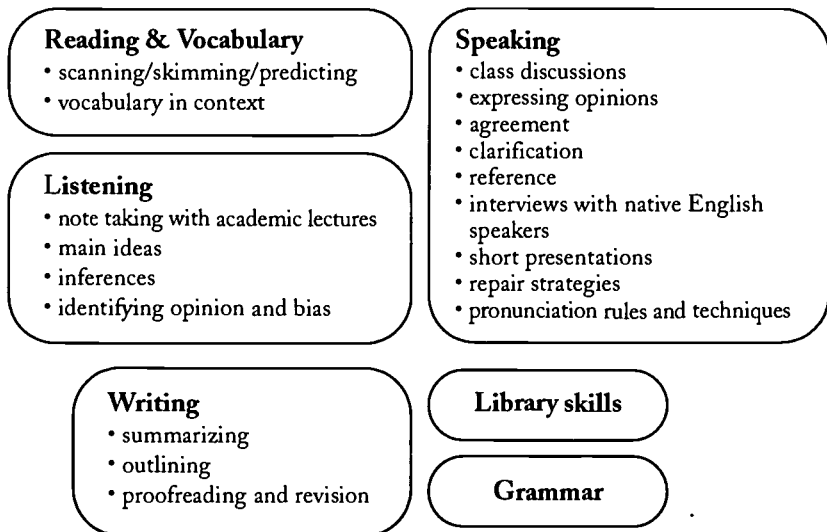 Reading & Vocabulary
• scanning/skimming/predicting
• vocabulary in context
Listening
• note taking with academic lectures
• main ideas
• inferences
• identifying opinion and bias
Speaking
• class discussions
• expressing opinions
• agreement
• clarification
• reference
• interviews with native English
speakers
• short presentations
• repair strategies
• pronunciation rules and techniques
Writing
• summarizing
• outlining
• proofreading and revision
Library skills
Grammar